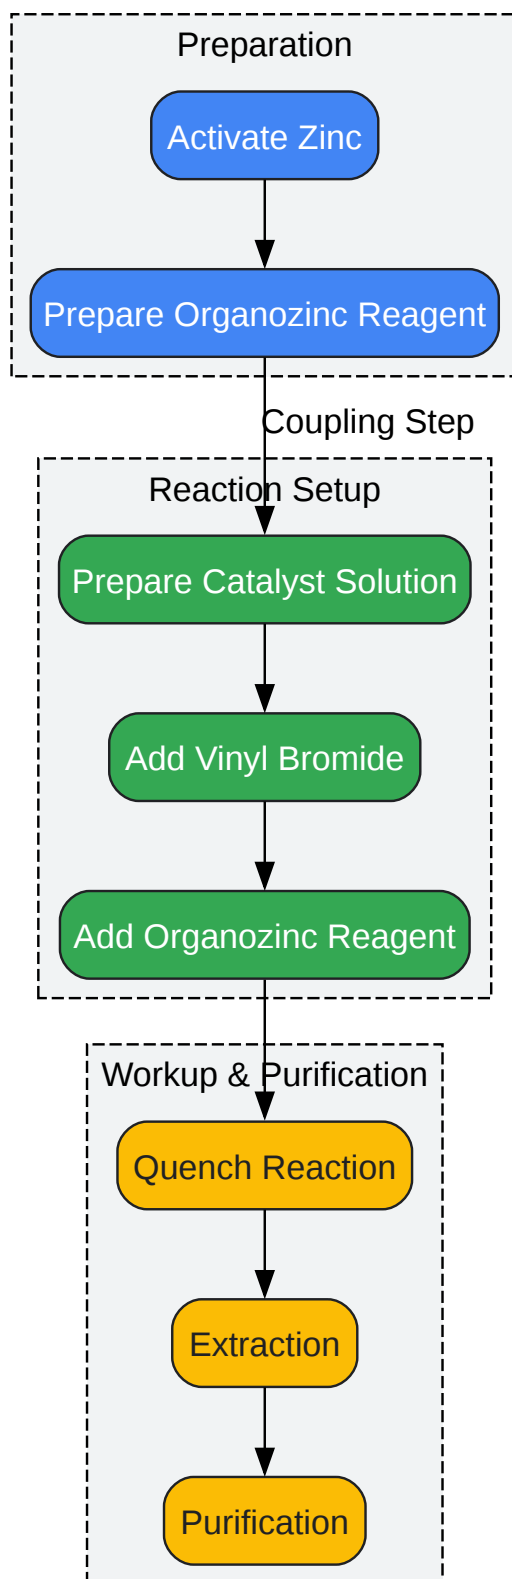 Preparation
Activate Zinc
Prepare Organozinc Reagent
Coupling Step
Reaction Setup
Prepare Catalyst Solution
Add Vinyl Bromide
Add Organozinc Reagent
Workup & Purification
Quench Reaction
Extraction
Purification